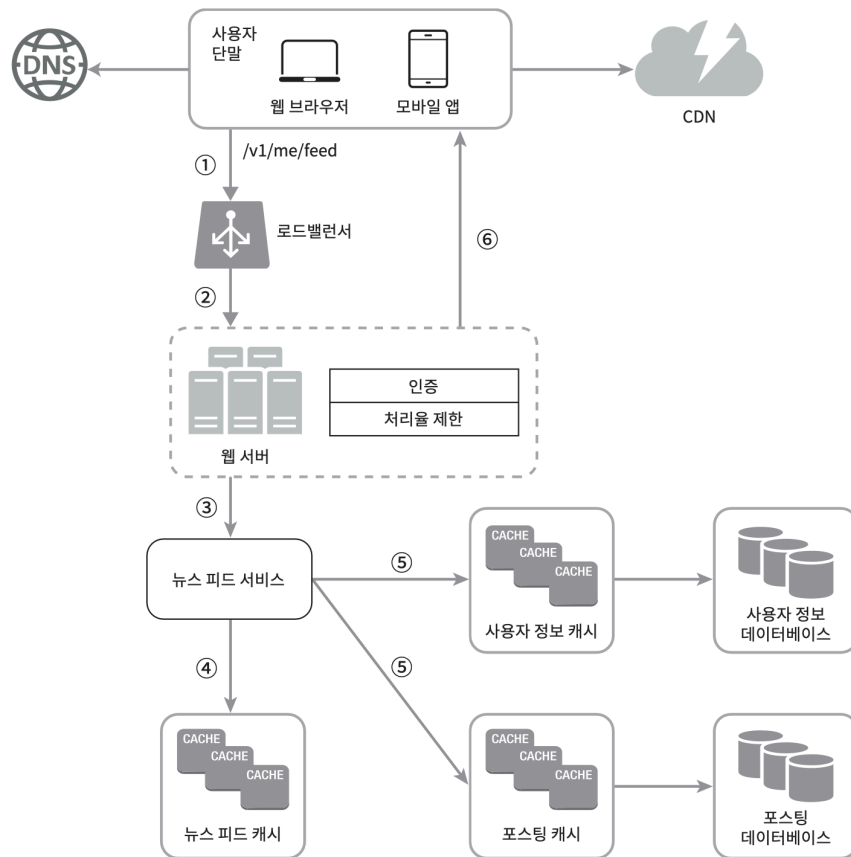 사용자
단말
DNS
웹 브라우저
모바일 앱
CDN
①
/v1/me/feed
로드밸런서
⑥
②
인증
처리율 제한
웹 서버
③
뉴스 피드 서비스
⑤
CACHE
CACHE
CACHE
사용자 정보 캐시
사용자 정보
데이터베이스
④
⑤
CACHE
CACHE
CACHE
뉴스 피드 캐시
CACHE
CACHE
CACHE
포스팅 캐시
포스팅
데이터베이스